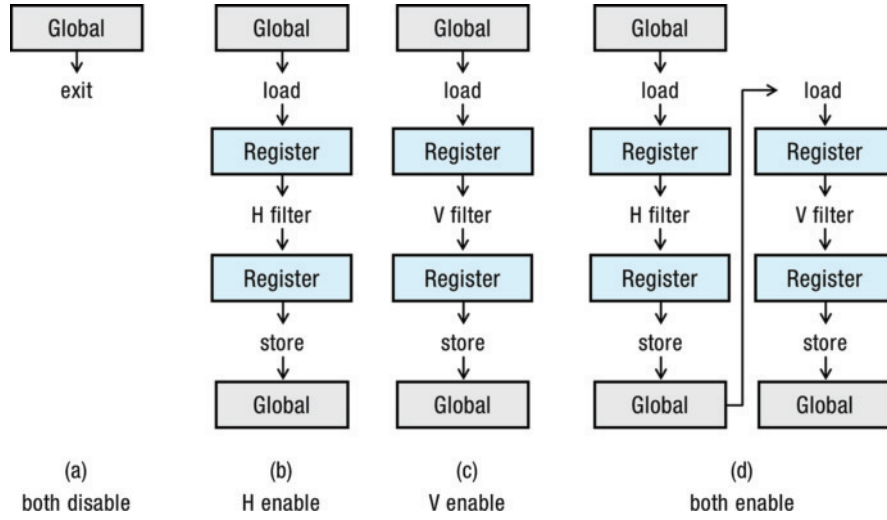 Global
exit
(a)
both disable
Global
load
Register
H filter
Register
store
Global
(b)
H enable
Global
load
Register
V filter
Register
store
Global
(c)
V enable
Global
load
Register
H filter
Register
store
Global
load
Register
V filter
Register
store
Global
(d)
both enable